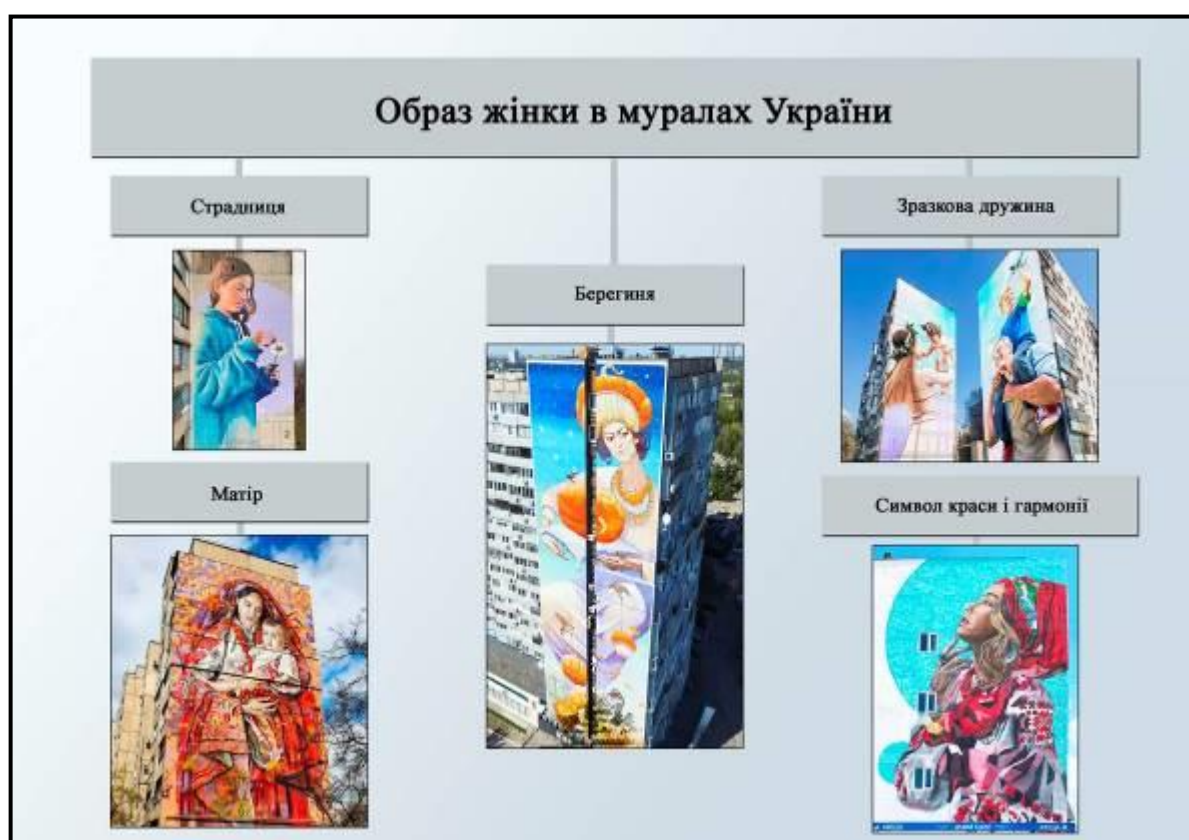 Образ жінки в муралах України
Страдниця
Зразкова дружина
Берегиня
Матір
Символ краси і гармонії